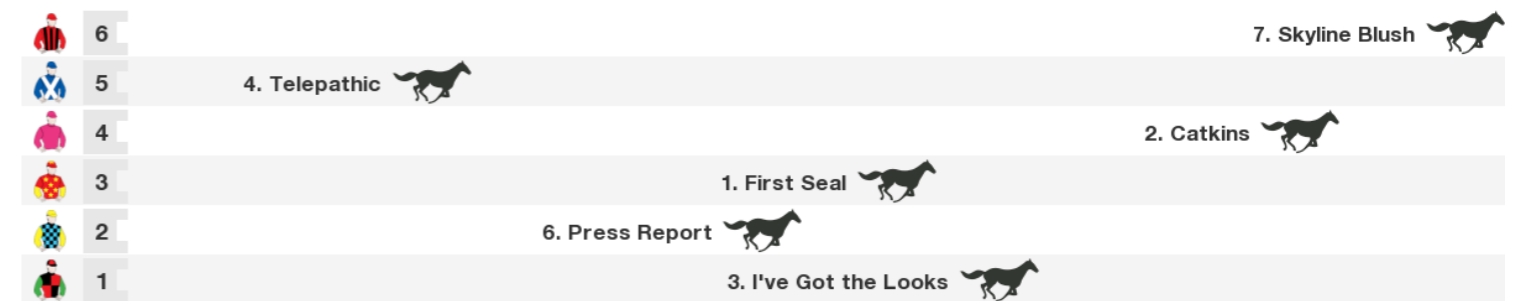 6 7. Skyline Blush
5 4. Telepathic
4 2. Catkins
3 1. First Seal
2 6. Press Report
1 3. I've Got the Looks